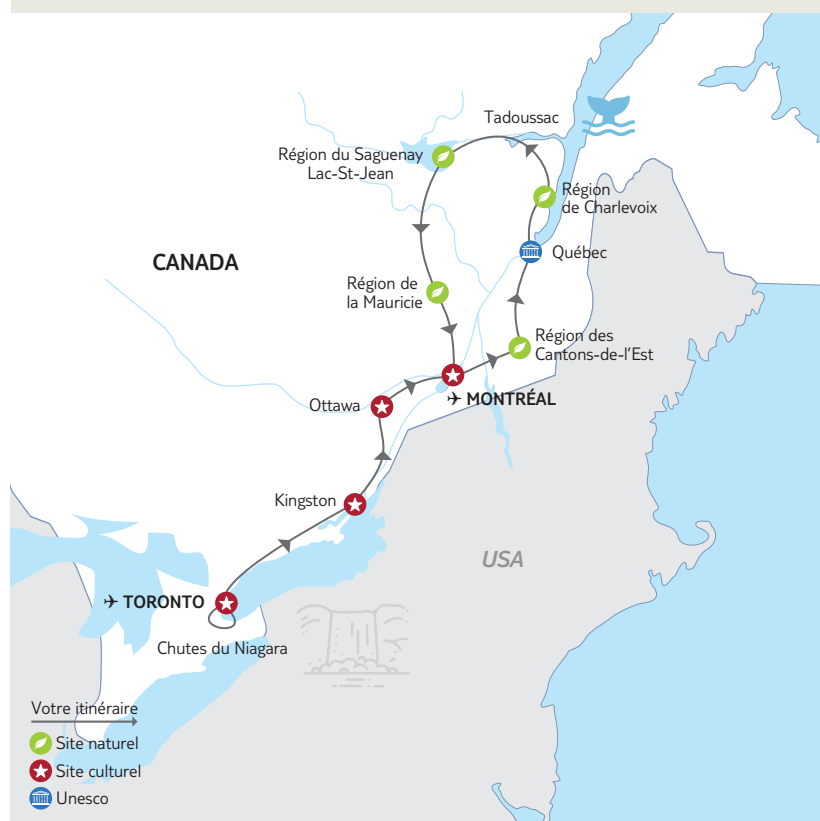 Tadoussac
Région du Saguenay
Lac-St-Jean
Région
de Charlevoix
CANADA
Québec
Région de
la Mauricie
Région des
Cantons-de-l'Est
Ottawa
✈ MONTRÉAL
Kingston
USA
✈ TORONTO
Chutes du Niagara
Votre itinéraire
Site naturel
Site culturel
Unesco